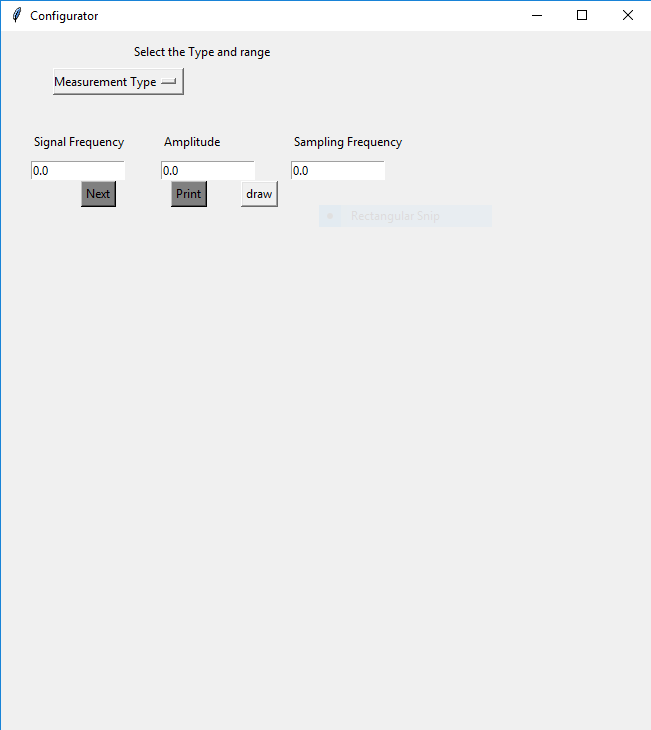 Configurator
Select the Type and range
Measurement Type
Signal Frequency Amplitude Sampling Frequency
0.0 0.0 0.0
Next Print draw
Rectangular Snip